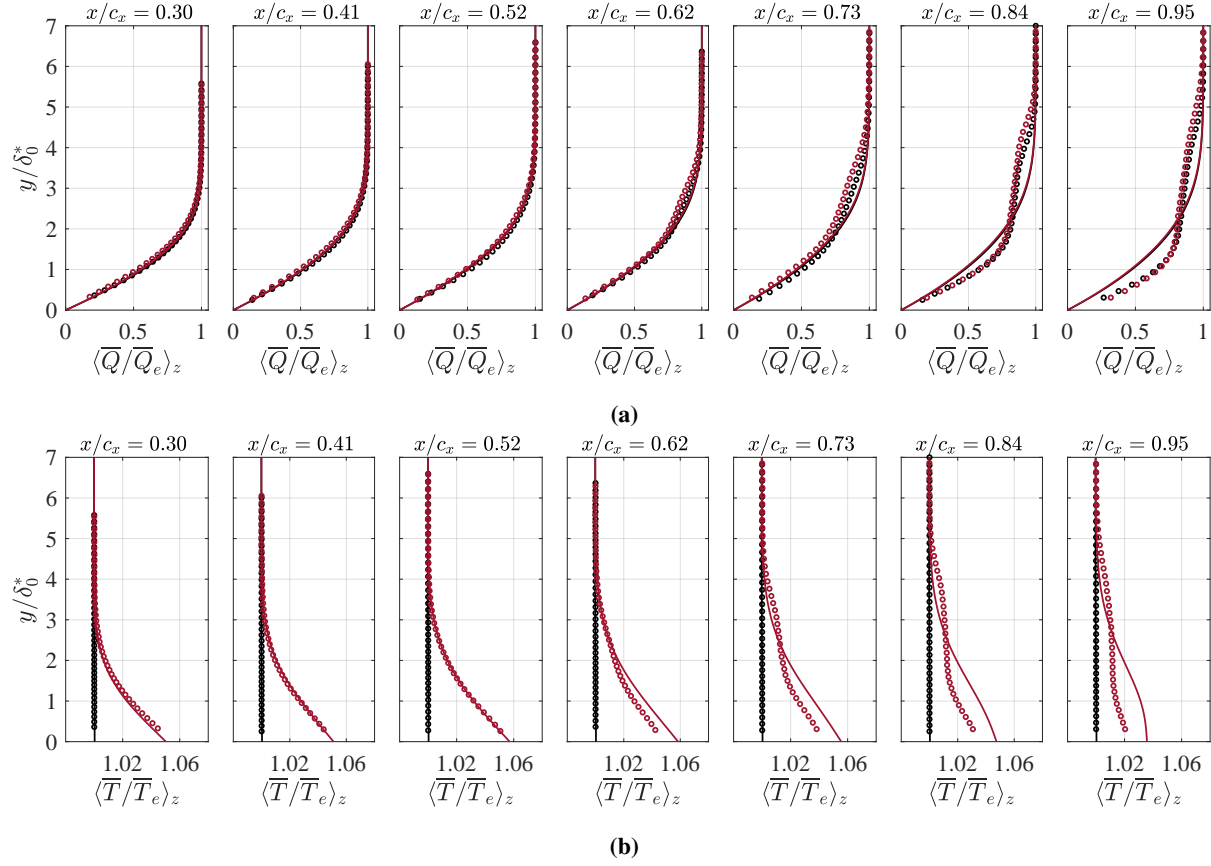 x/c_x = 0.30 x/c_x = 0.41 x/c_x = 0.52 x/c_x = 0.62 x/c_x = 0.73 x/c_x = 0.84 x/c_x = 0.95
7
6
5
4
3
2
1
0
y/δ_0^*
0 0.5 1 0 0.5 1 0 0.5 1 0 0.5 1 0 0.5 1 0 0.5 1 0 0.5 1
⟨Q̅/Q̅_e⟩_z ⟨Q̅/Q̅_e⟩_z ⟨Q̅/Q̅_e⟩_z ⟨Q̅/Q̅_e⟩_z ⟨Q̅/Q̅_e⟩_z ⟨Q̅/Q̅_e⟩_z ⟨Q̅/Q̅_e⟩_z
(a)
x/c_x = 0.30 x/c_x = 0.41 x/c_x = 0.52 x/c_x = 0.62 x/c_x = 0.73 x/c_x = 0.84 x/c_x = 0.95
7
6
5
4
3
2
1
0
y/δ_0^*
1.02 1.06 1.02 1.06 1.02 1.06 1.02 1.06 1.02 1.06 1.02 1.06 1.02 1.06
⟨T̅/T̅_e⟩_z ⟨T̅/T̅_e⟩_z ⟨T̅/T̅_e⟩_z ⟨T̅/T̅_e⟩_z ⟨T̅/T̅_e⟩_z ⟨T̅/T̅_e⟩_z ⟨T̅/T̅_e⟩_z
(b)